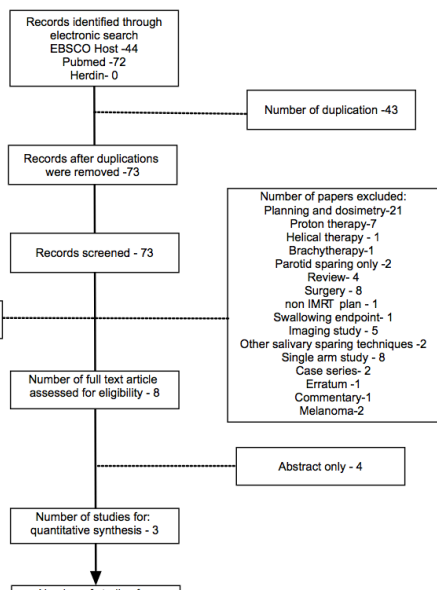 Records identified through
electronic search
EBSCO Host -44
Pubmed -72
Herdin- 0
Number of duplication -43
Records after duplications
were removed -73
Records screened - 73
Number of papers excluded:
Planning and dosimetry-21
Proton therapy-7
Helical therapy - 1
Brachytherapy-1
Parotid sparing only -2
Review- 4
Surgery - 8
non IMRT plan - 1
Swallowing endpoint- 1
Imaging study - 5
Other salivary sparing techniques -2
Single arm study - 8
Case series- 2
Erratum -1
Commentary-1
Melanoma-2
Number of full text article
assessed for eligibility - 8
Abstract only - 4
Number of studies for:
quantitative synthesis - 3